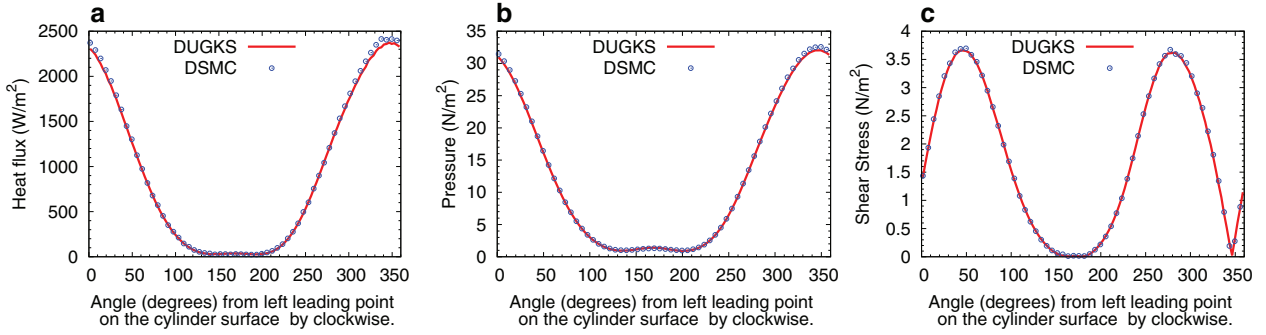 a
2500
2000
1500
1000
500
0
0 50 100 150 200 250 300 350
Heat flux (W/m2)
DUGKS
DSMC
Angle (degrees) from left leading point
on the cylinder surface by clockwise.
b
35
30
25
20
15
10
5
0
0 50 100 150 200 250 300 350
Pressure (N/m2)
DUGKS
DSMC
Angle (degrees) from left leading point
on the cylinder surface by clockwise.
c
4
3.5
3
2.5
2
1.5
1
0.5
0
0 50 100 150 200 250 300 350
Shear Stress (N/m2)
DUGKS
DSMC
Angle (degrees) from left leading point
on the cylinder surface by clockwise.